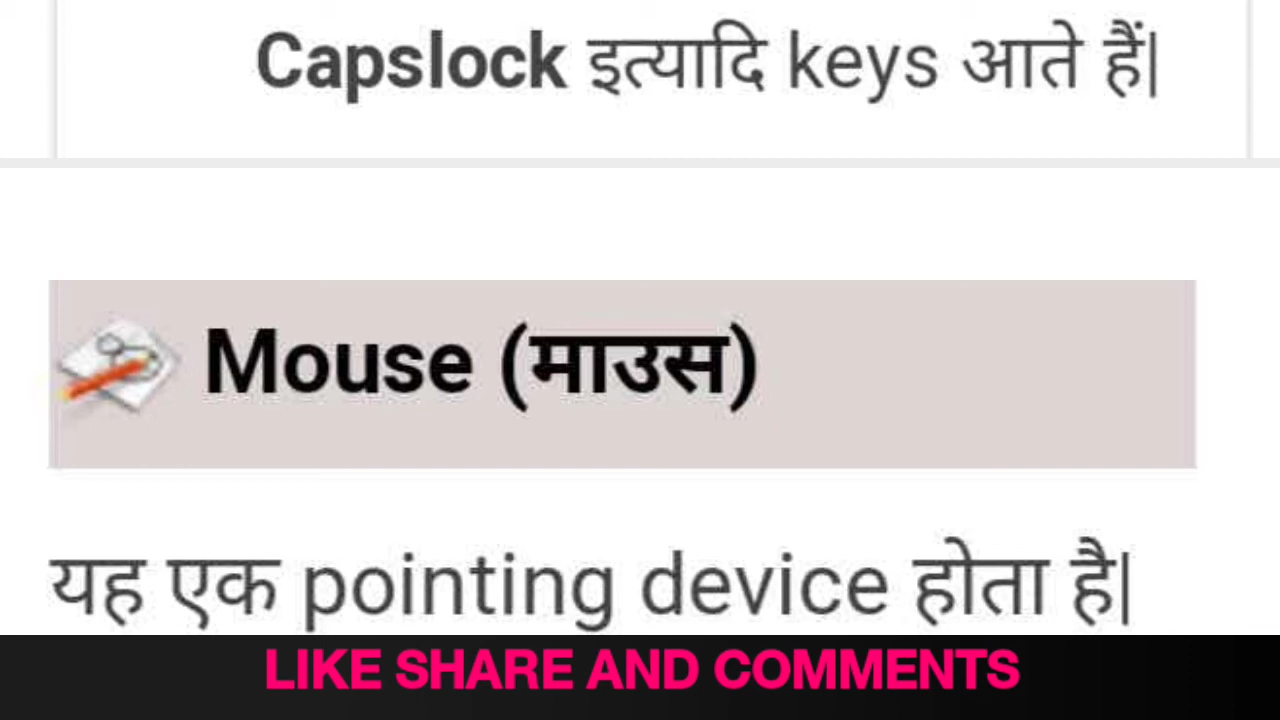 Capslock इत्यादि keys आते हैं|
Mouse (माउस)
यह एक pointing device होता है|
LIKE SHARE AND COMMENTS